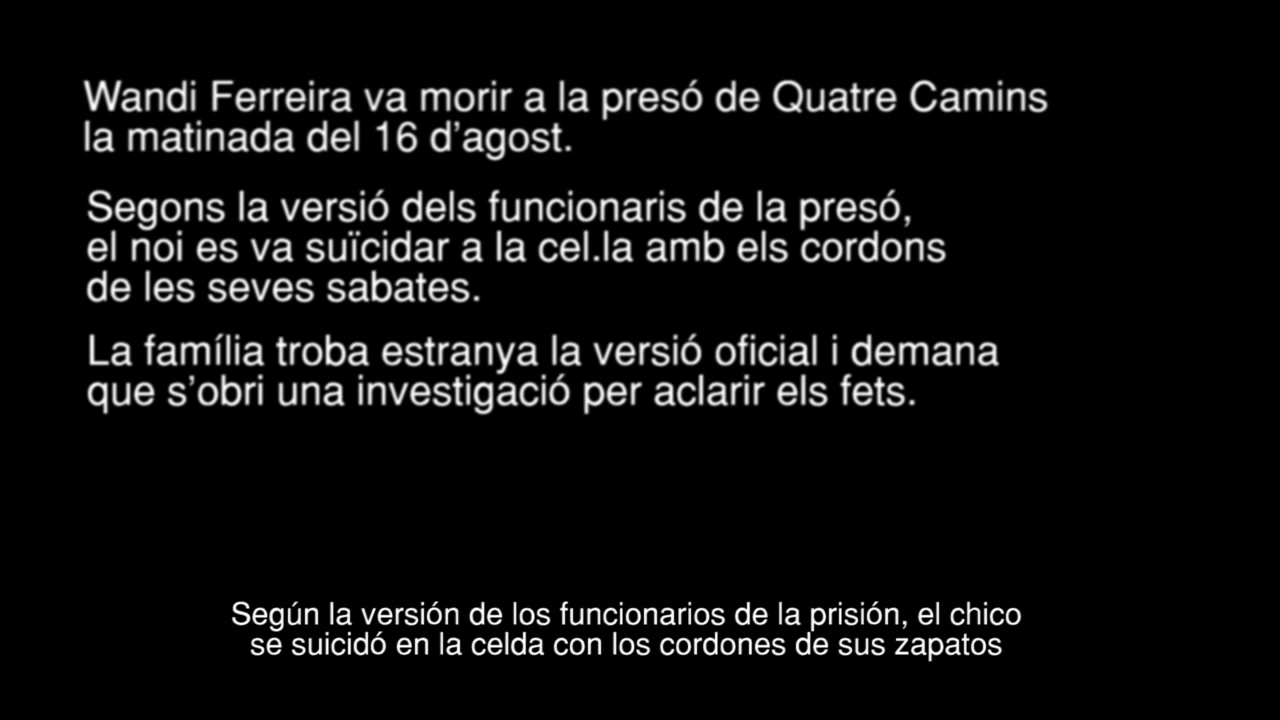 Wandi Ferreira va morir a la presó de Quatre Camins
la matinada del 16 d’agost.
Segons la versió dels funcionaris de la presó,
el noi es va suïcidar a la cel.la amb els cordons
de les seves sabates.
La família troba estranya la versió oficial i demana
que s’obri una investigació per aclarir els fets.
Según la versión de los funcionarios de la prisión, el chico
se suicidó en la celda con los cordones de sus zapatos